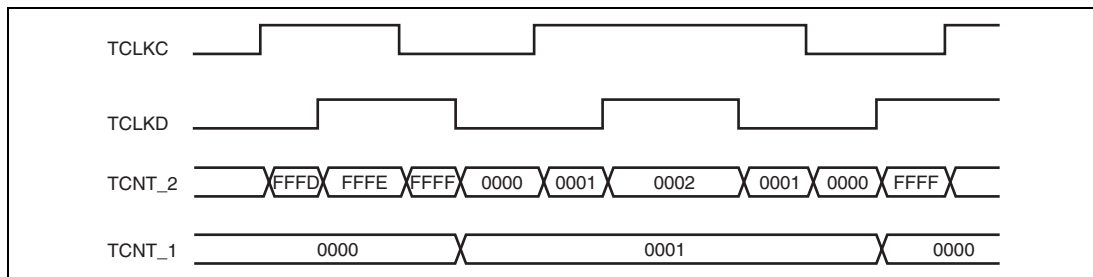 TCLKC
TCLKD
TCNT_2 FFFD FFFE FFFF 0000 0001 0002 0001 0000 FFFF
TCNT_1 0000 0001 0000